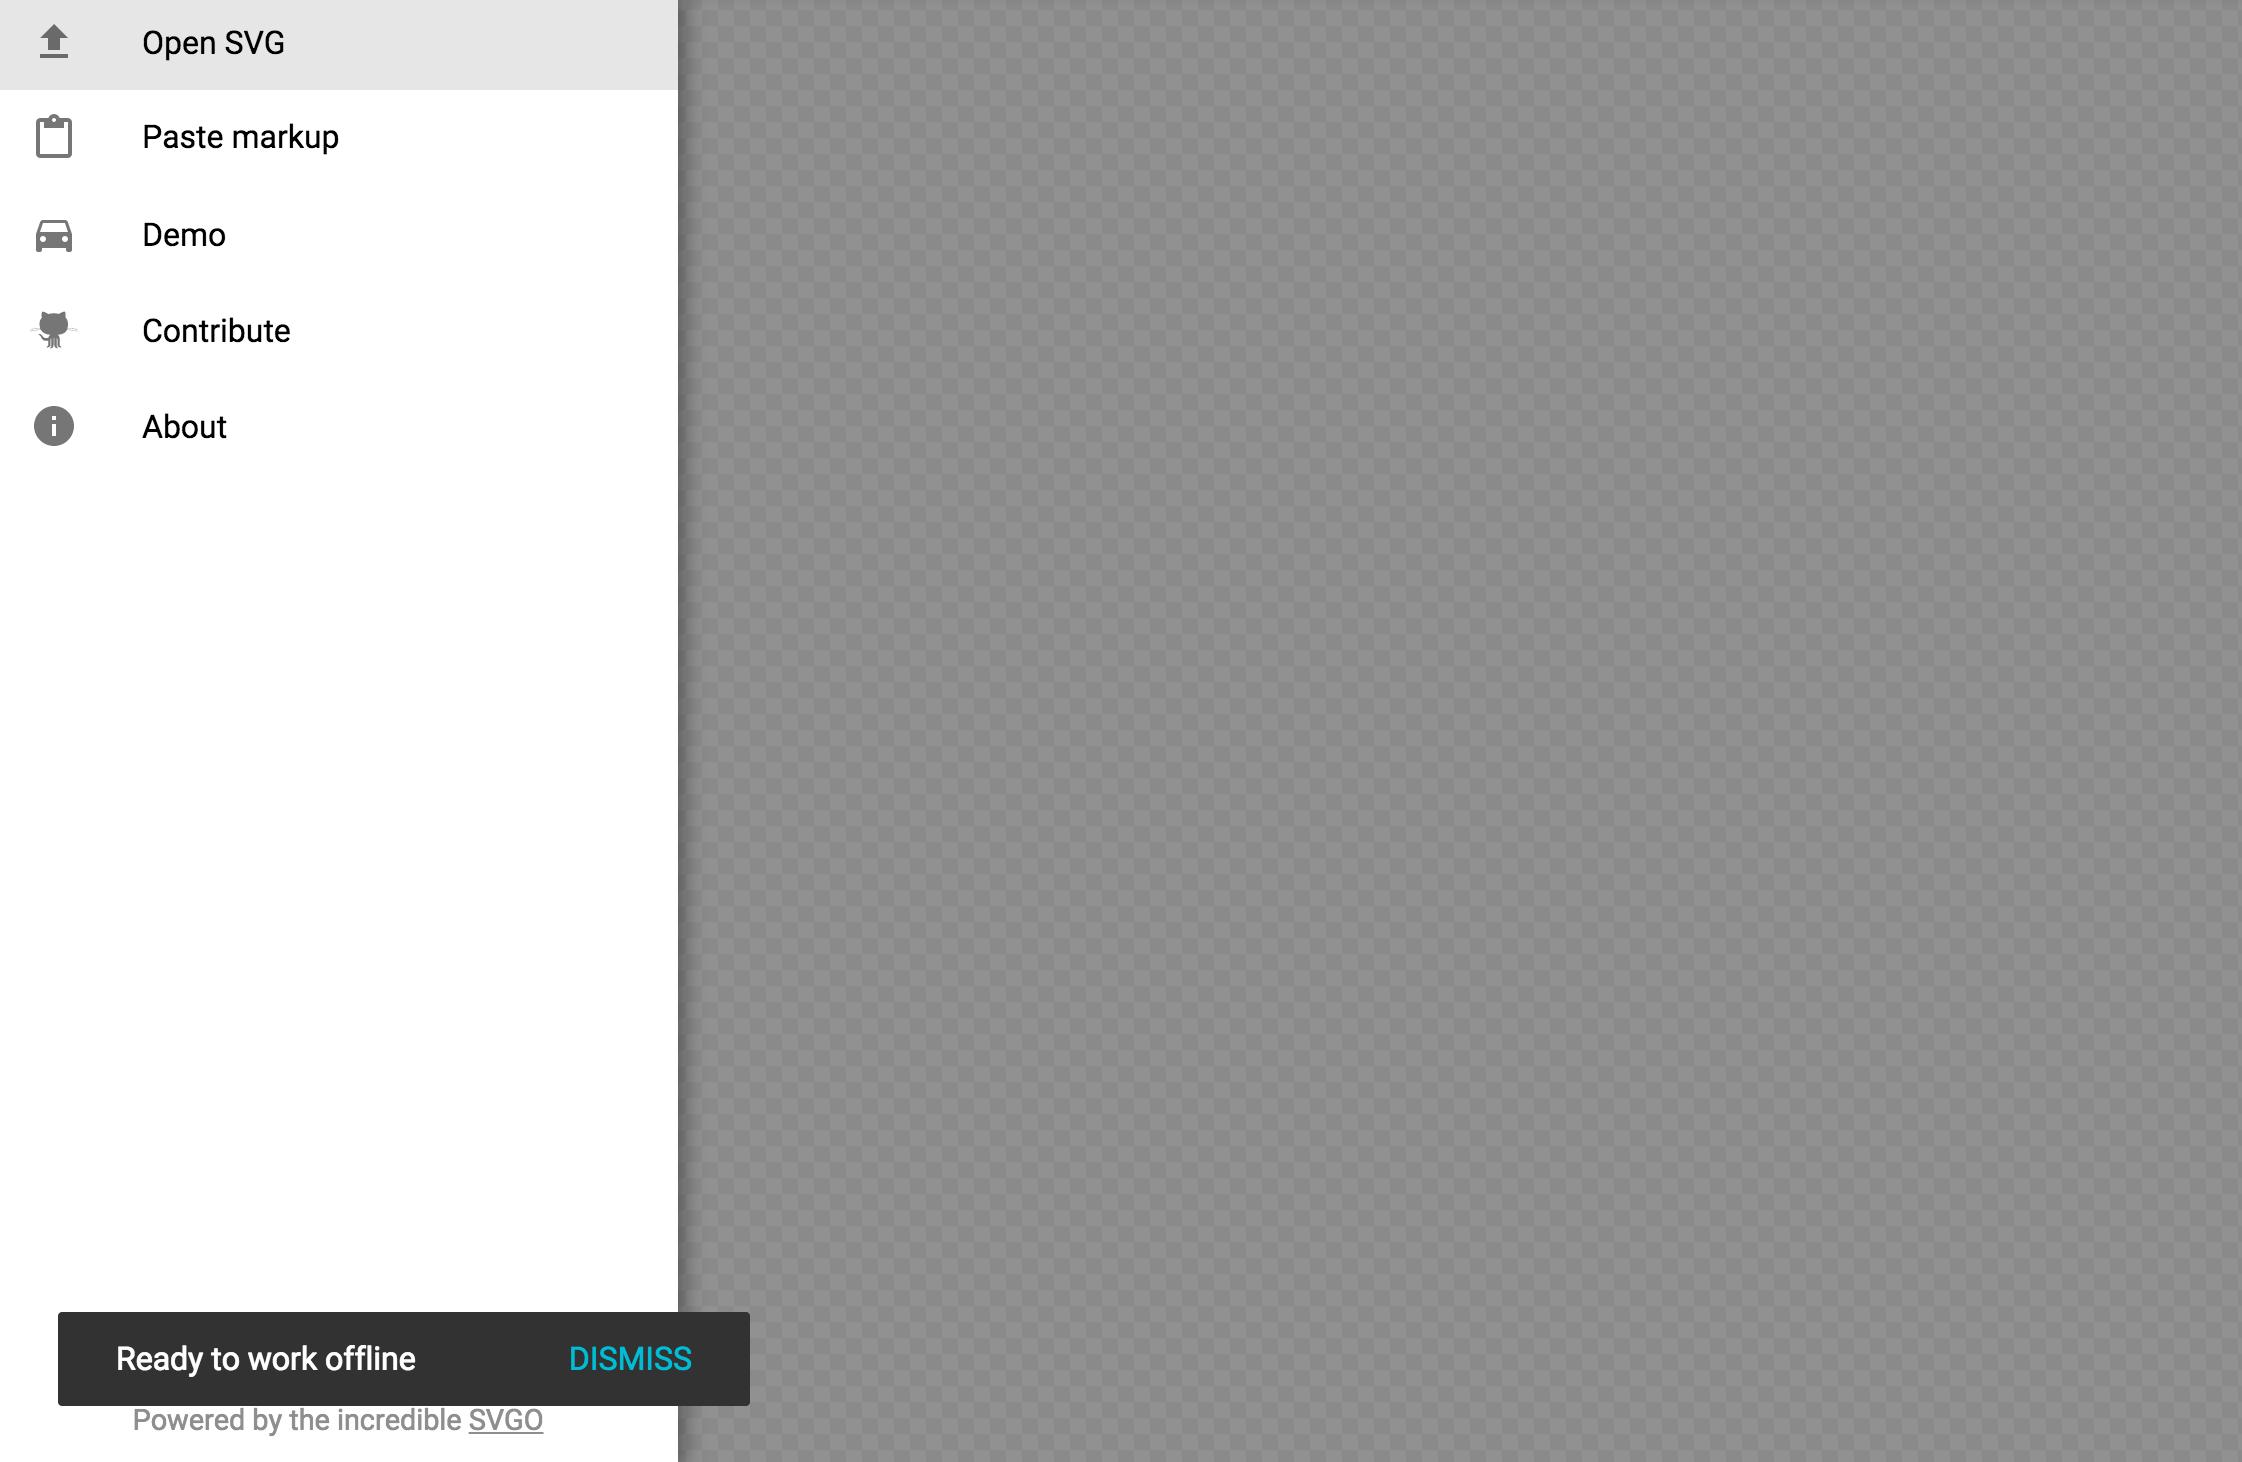 Open SVG
Paste markup
Demo
Contribute
About
Ready to work offline DISMISS
Powered by the incredible SVGO